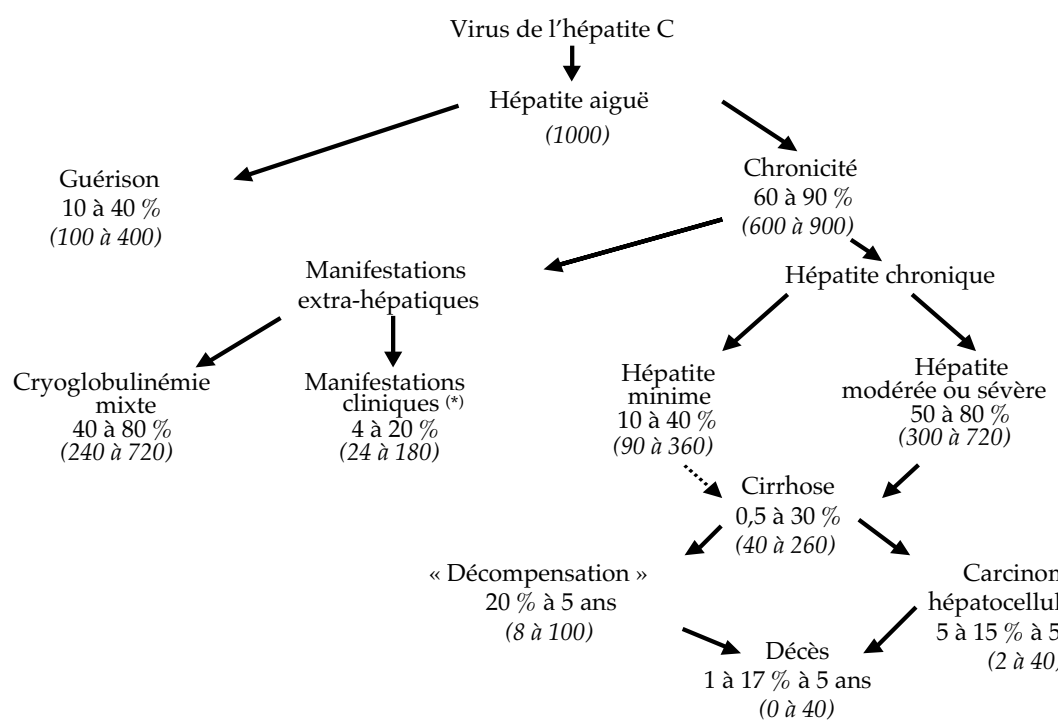 Virus de l’hépatite C
Hépatite aiguë
(1000)
Guérison
10 à 40 %
(100 à 400)
Chronicité
60 à 90 %
(600 à 900)
Manifestations
extra-hépatiques
Hépatite chronique
Cryoglobulinémie
mixte
40 à 80 %
(240 à 720)
Manifestations
cliniques (*)
4 à 20 %
(24 à 180)
Hépatite
minime
10 à 40 %
(90 à 360)
Hépatite
modérée ou sévère
50 à 80 %
(300 à 720)
Cirrhose
0,5 à 30 %
(40 à 260)
« Décompensation »
20 % à 5 ans
(8 à 100)
Carcinom
hépatocellul
5 à 15 % à 5
(2 à 40)
Décès
1 à 17 % à 5 ans
(0 à 40)